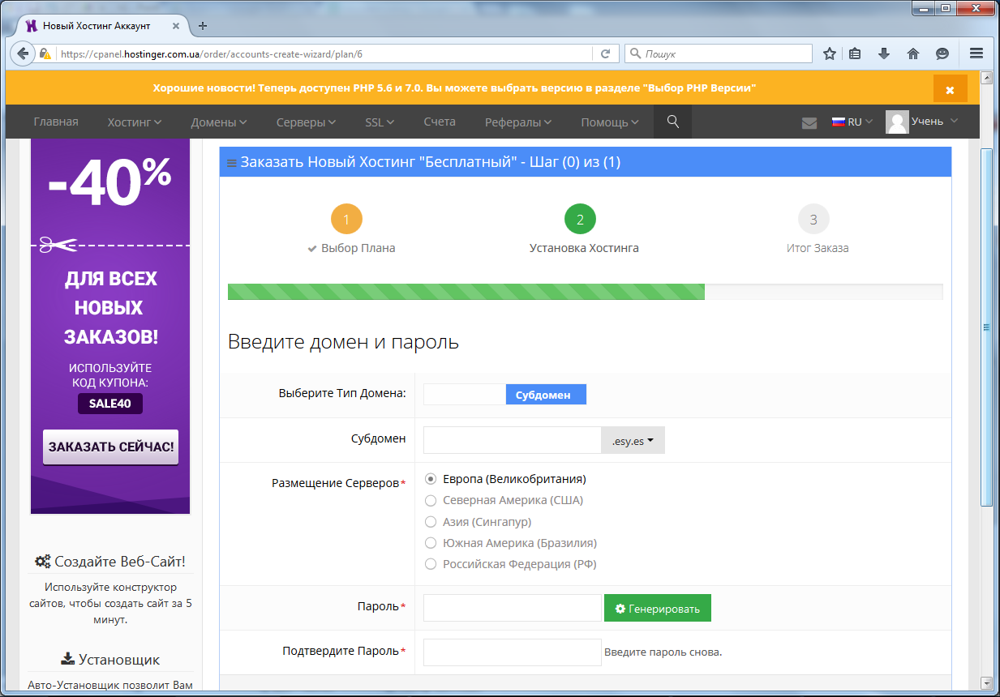 Новый Хостинг Аккаунт
https://cpanel.hostinger.com.ua/order/accounts-create-wizard/plan/6
Пошук
Хорошие новости! Теперь доступен PHP 5.6 и 7.0. Вы можете выбрать версию в разделе "Выбор PHP Версии"
Главная Хостинг Домены Серверы SSL Счета Рефералы Помощь RU Учень
-40%
ДЛЯ ВСЕХ
НОВЫХ
ЗАКАЗОВ!
ИСПОЛЬЗУЙТЕ
КОД КУПОНА:
SALE40
ЗАКАЗАТЬ СЕЙЧАС!
Создайте Веб-Сайт!
Используйте конструктор
сайтов, чтобы создать сайт за 5
минут.
Установщик
Авто-Установщик позволит Вам
Заказать Новый Хостинг "Бесплатный" - Шаг (0) из (1)
1 2 3
Выбор Плана Установка Хостинга Итог Заказа
Введите домен и пароль
Выберите Тип Домена: Субдомен
Субдомен .esy.es
Размещение Серверов* Европа (Великобритания)
Северная Америка (США)
Азия (Сингапур)
Южная Америка (Бразилия)
Российская Федерация (РФ)
Пароль* Генерировать
Подтвердите Пароль* Введите пароль снова.